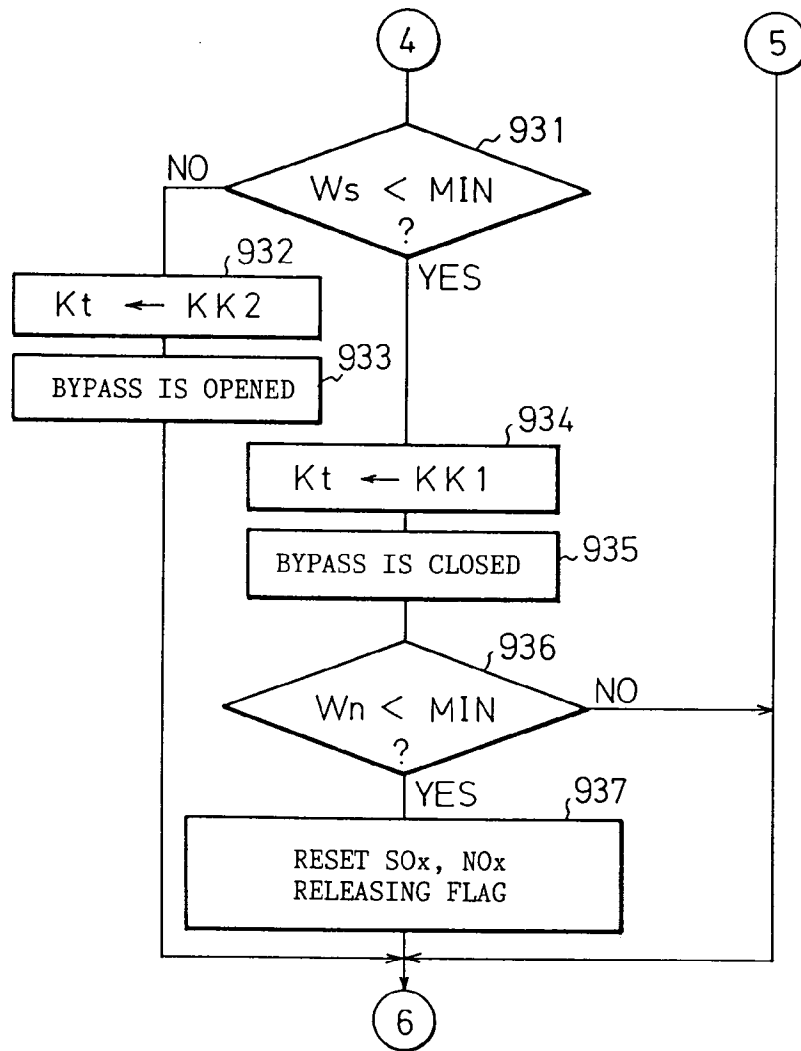 4
5
931
Ws < MIN
?
NO
YES
932
Kt ← KK2
933
BYPASS IS OPENED
934
Kt ← KK1
935
BYPASS IS CLOSED
936
Wn < MIN
?
NO
YES
937
RESET SOx, NOx
RELEASING FLAG
6